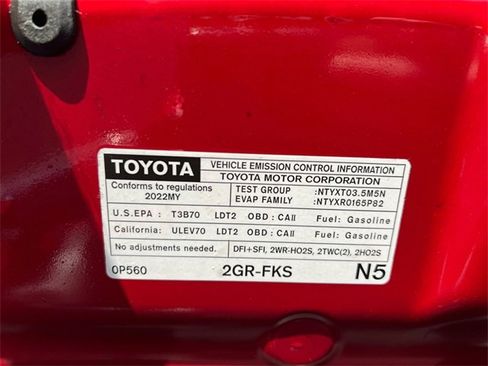 TOYOTA VEHICLE EMISSION CONTROL INFORMATION
TOYOTA MOTOR CORPORATION
Conforms to regulations TEST GROUP :NTYXT03.5M5N
2022MY EVAP FAMILY :NTYXR0165P82
U.S.EPA : T3B70 LDT2 OBD : CAII Fuel: Gasoline
California: ULEV70 LDT2 OBD : CAII Fuel: Gasoline
No adjustments needed. DFI+SFI, 2WR-HO2S, 2TWC(2), 2HO2S
0P560 2GR-FKS N5